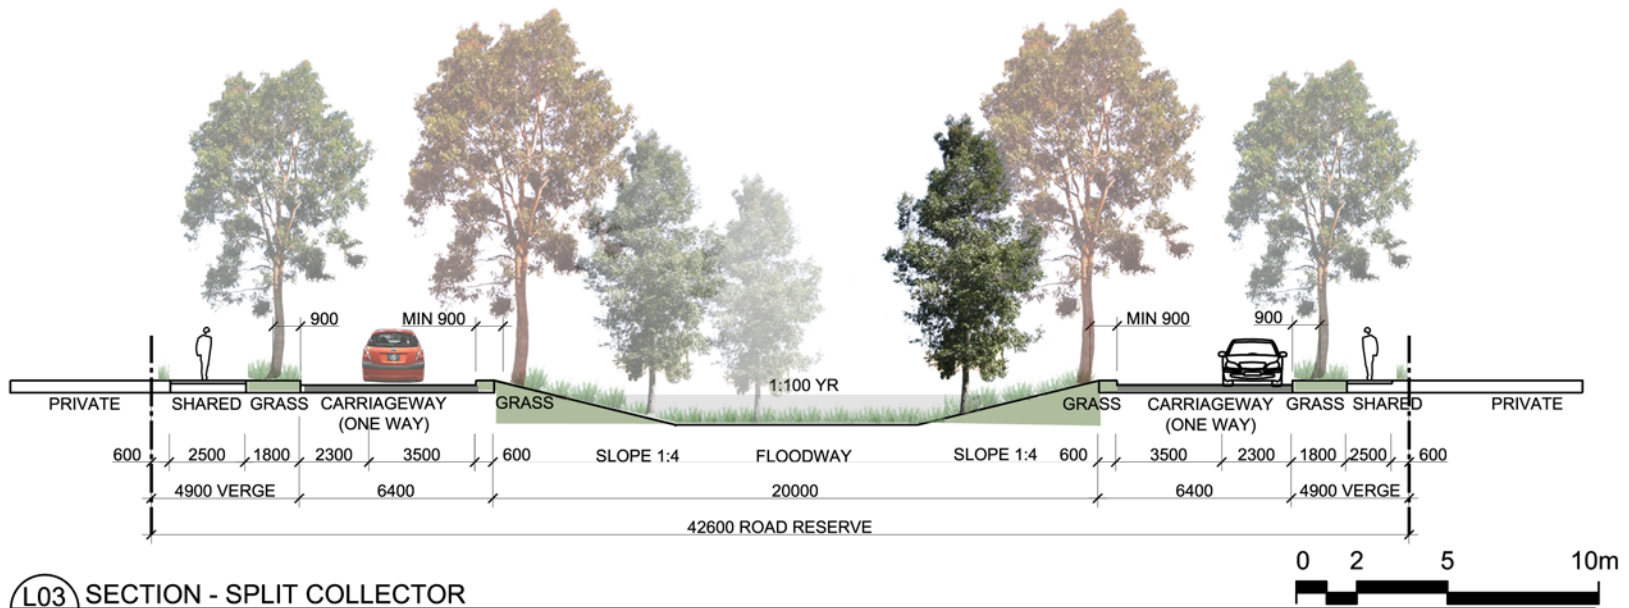 900 MIN 900 MIN 900 900
1:100 YR
PRIVATE SHARED GRASS CARRIAGEWAY GRASS GRASS CARRIAGEWAY GRASS SHARED PRIVATE
(ONE WAY) (ONE WAY)
600 2500 1800 2300 3500 600 SLOPE 1:4 FLOODWAY SLOPE 1:4 600 3500 2300 1800 2500 600
4900 VERGE 6400 20000 6400 4900 VERGE
42600 ROAD RESERVE
0 2 5 10m
L03 SECTION - SPLIT COLLECTOR